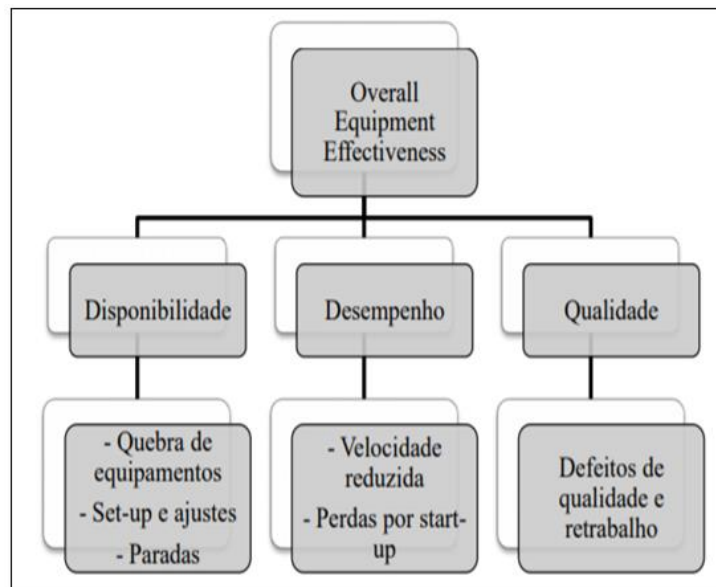 Overall
Equipment
Effectiveness
Disponibilidade
Desempenho
Qualidade
- Quebra de
equipamentos
- Set-up e ajustes
- Paradas
- Velocidade
reduzida
- Perdas por start-
up
Defeitos de
qualidade e
retrabalho